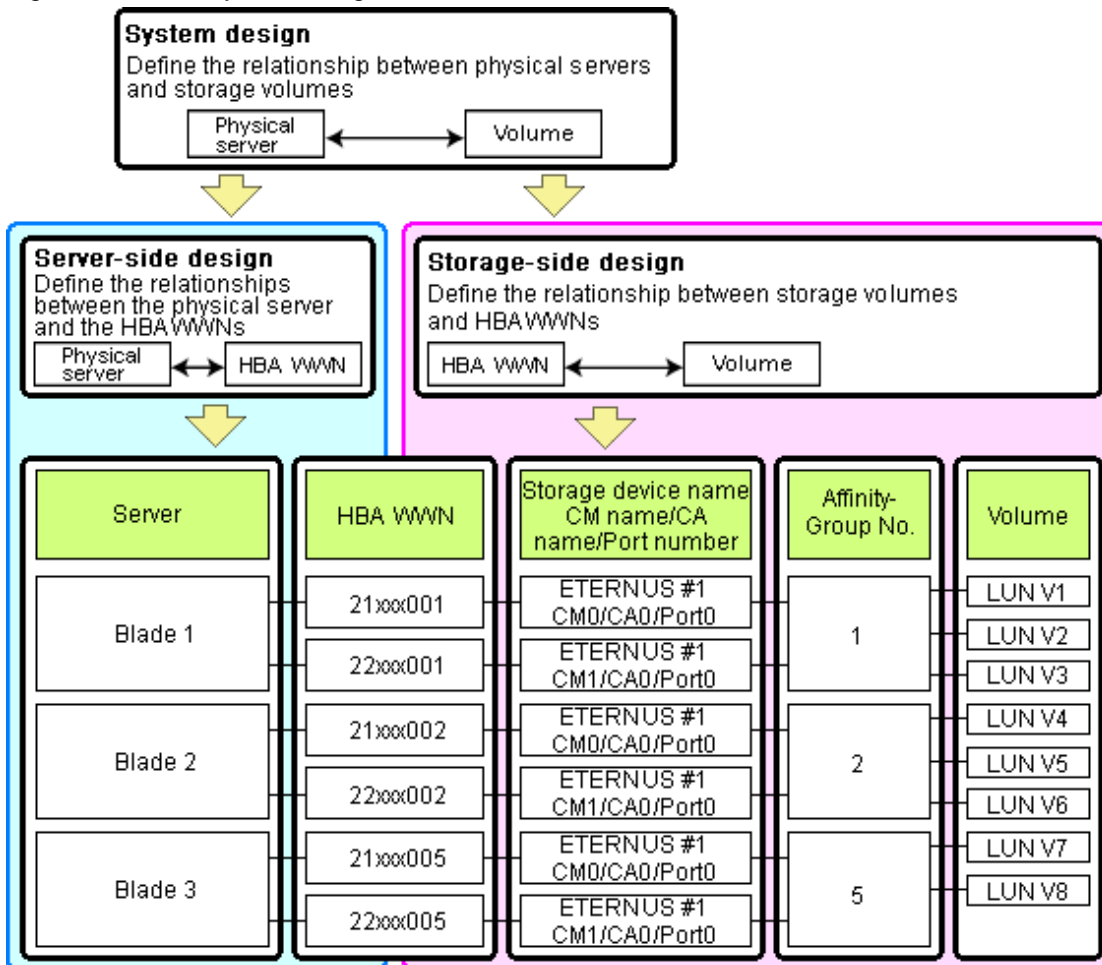 System design
Define the relationship between physical servers
and storage volumes
Physical
server
Volume
Server-side design
Define the relationships
between the physical server
and the HBAWWNs
Physical
server
HBA WWN
Storage-side design
Define the relationship between storage volumes
and HBAWWNs
HBA WWN
Volume
Server
HBA WWN
Storage device name
CM name/CA
name/Port number
Affinity-
Group No.
Volume
Blade 1
21xxx001
ETERNUS #1
CM0/CA0/Port0
22xxx001
ETERNUS #1
CM1/CA0/Port0
1
LUN V1
LUN V2
LUN V3
Blade 2
21xxx002
ETERNUS #1
CM0/CA0/Port0
22xxx002
ETERNUS #1
CM1/CA0/Port0
2
LUN V4
LUN V5
LUN V6
Blade 3
21xxx005
ETERNUS #1
CM0/CA0/Port0
22xxx005
ETERNUS #1
CM1/CA0/Port0
5
LUN V7
LUN V8